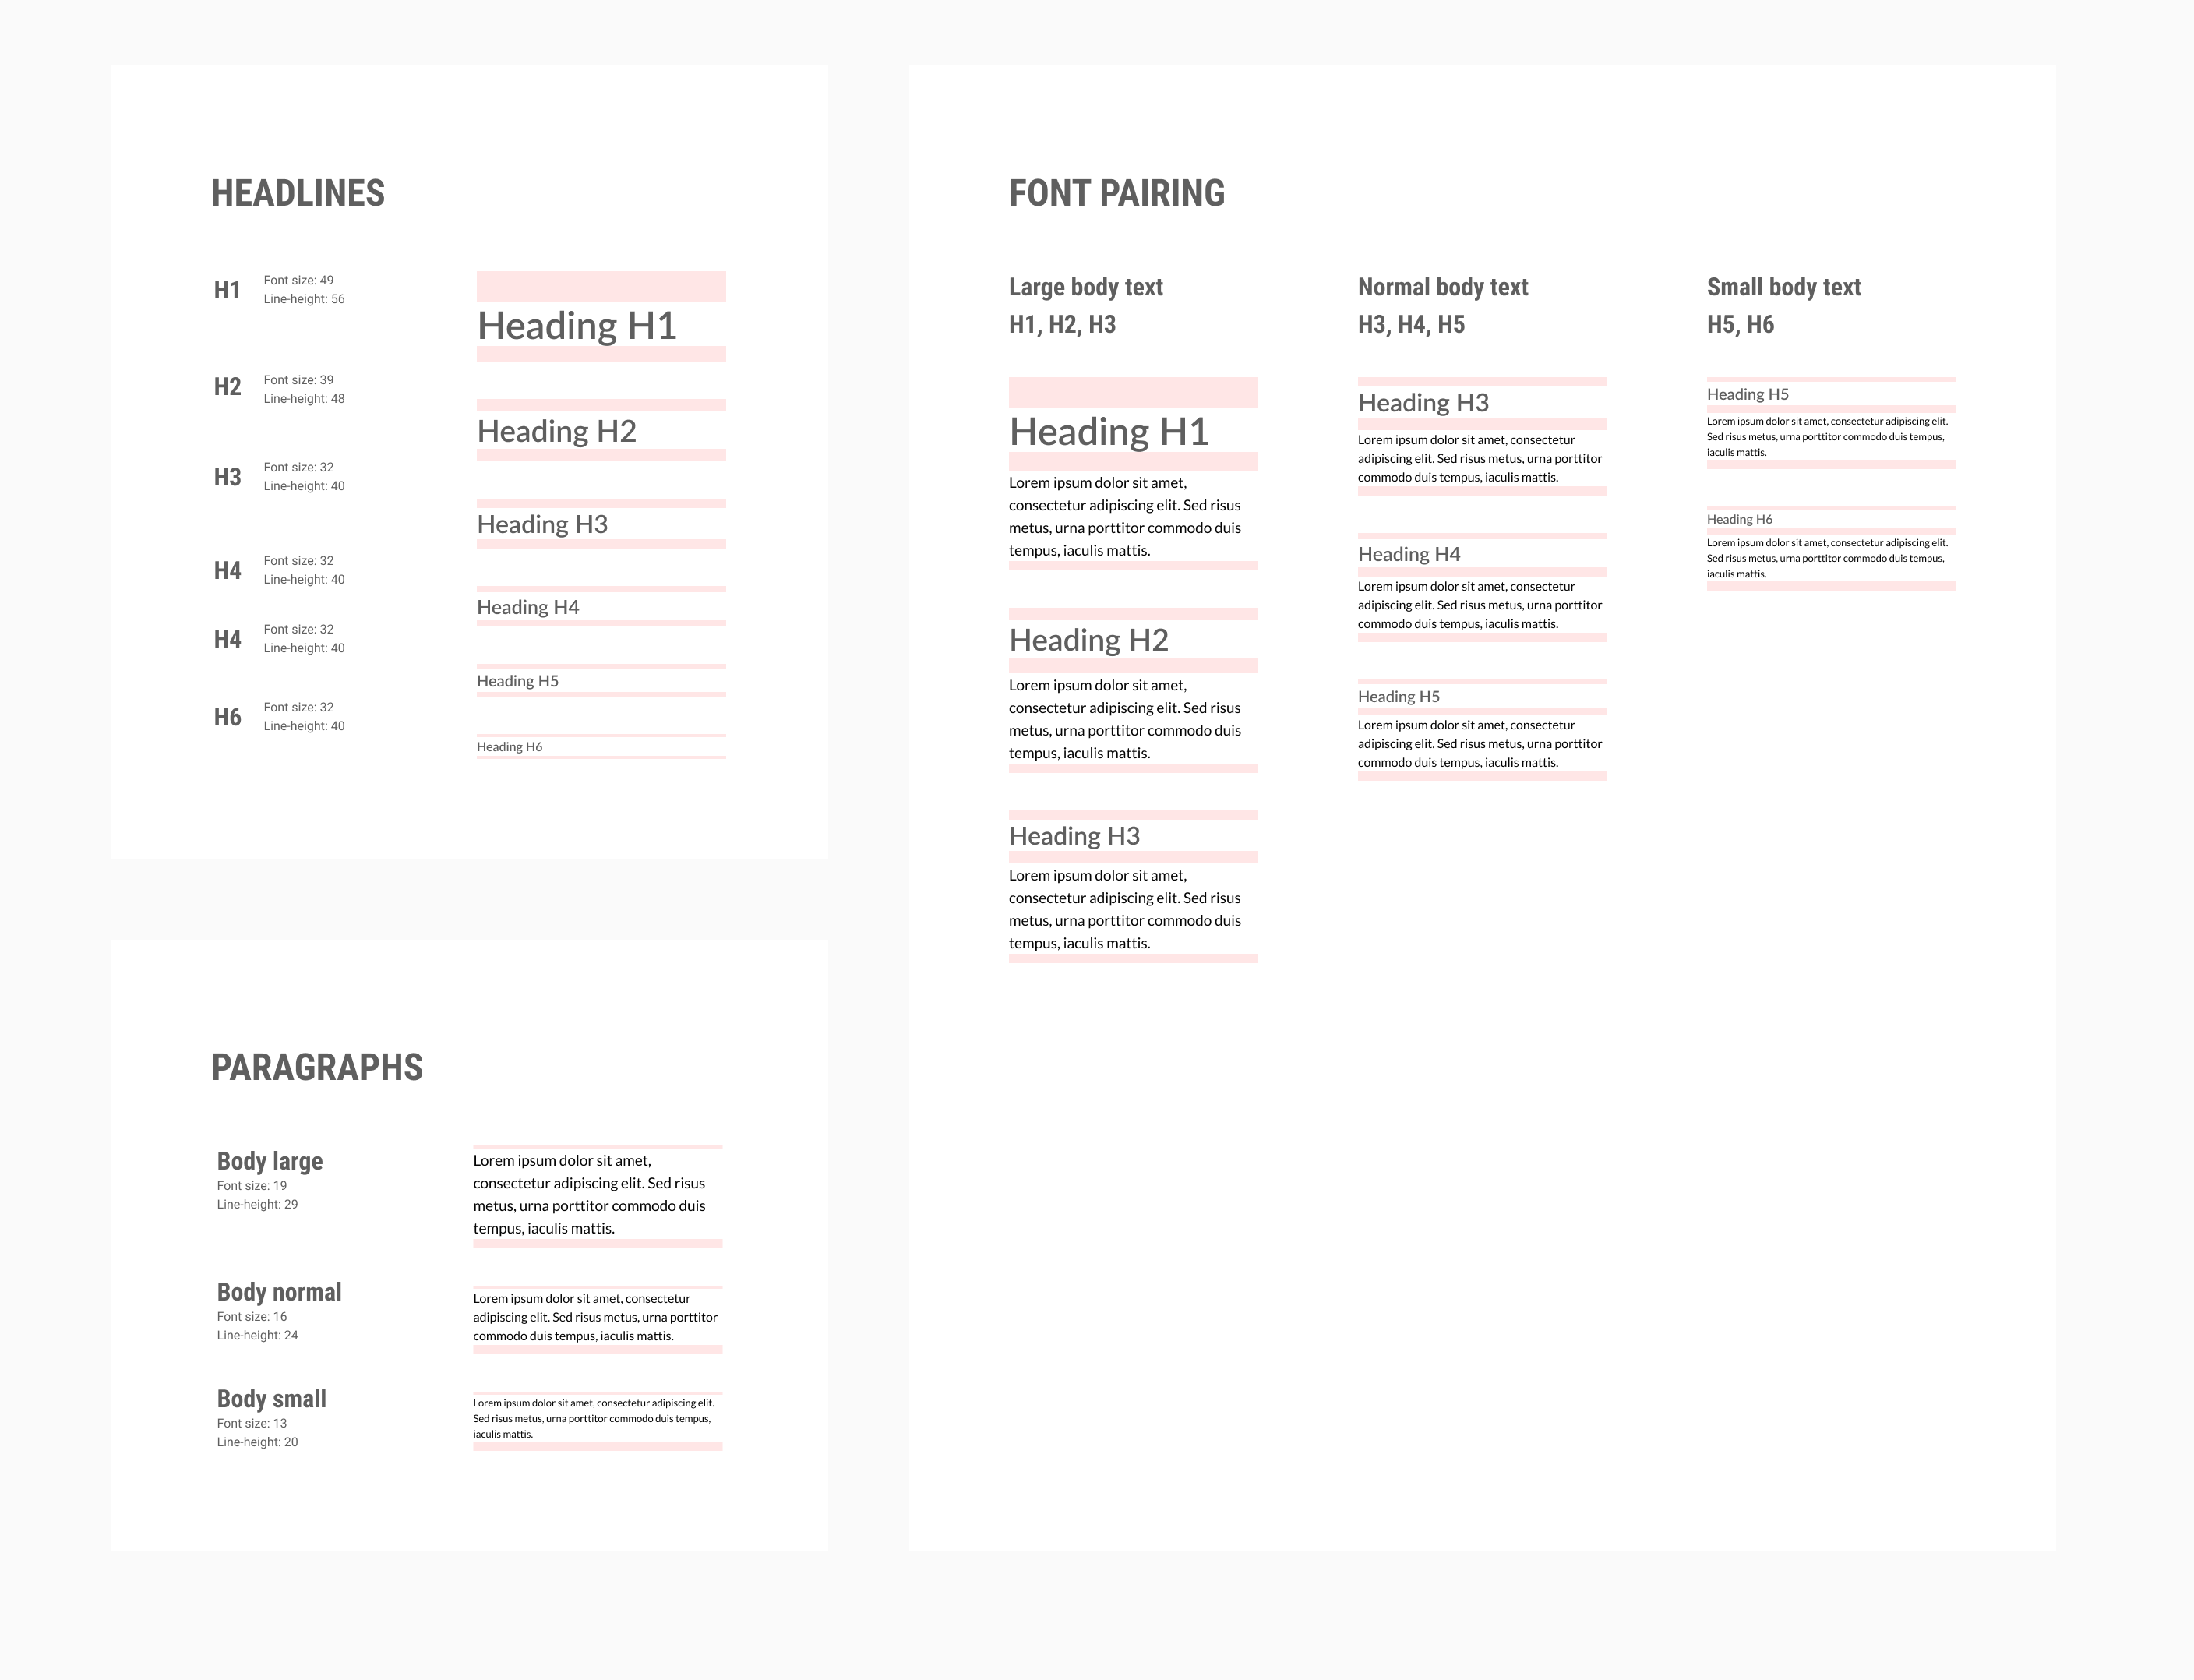 HEADLINES
H1
Font size: 49
Line-height: 56
Heading H1
H2
Font size: 39
Line-height: 48
Heading H2
H3
Font size: 32
Line-height: 40
Heading H3
H4
Font size: 32
Line-height: 40
Heading H4
H4
Font size: 32
Line-height: 40
Heading H5
H6
Font size: 32
Line-height: 40
Heading H6
PARAGRAPHS
Body large
Font size: 19
Line-height: 29
Lorem ipsum dolor sit amet,
consectetur adipiscing elit. Sed risus
metus, urna porttitor commodo duis
tempus, iaculis mattis.
Body normal
Font size: 16
Line-height: 24
Lorem ipsum dolor sit amet, consectetur
adipiscing elit. Sed risus metus, urna porttitor
commodo duis tempus, iaculis mattis.
Body small
Font size: 13
Line-height: 20
Lorem ipsum dolor sit amet, consectetur adipiscing elit.
Sed risus metus, urna porttitor commodo duis tempus,
iaculis mattis.
FONT PAIRING
Large body text
H1, H2, H3
Heading H1
Lorem ipsum dolor sit amet,
consectetur adipiscing elit. Sed risus
metus, urna porttitor commodo duis
tempus, iaculis mattis.
Heading H2
Lorem ipsum dolor sit amet,
consectetur adipiscing elit. Sed risus
metus, urna porttitor commodo duis
tempus, iaculis mattis.
Heading H3
Lorem ipsum dolor sit amet,
consectetur adipiscing elit. Sed risus
metus, urna porttitor commodo duis
tempus, iaculis mattis.
Normal body text
H3, H4, H5
Heading H3
Lorem ipsum dolor sit amet, consectetur
adipiscing elit. Sed risus metus, urna porttitor
commodo duis tempus, iaculis mattis.
Heading H4
Lorem ipsum dolor sit amet, consectetur
adipiscing elit. Sed risus metus, urna porttitor
commodo duis tempus, iaculis mattis.
Heading H5
Lorem ipsum dolor sit amet, consectetur
adipiscing elit. Sed risus metus, urna porttitor
commodo duis tempus, iaculis mattis.
Small body text
H5, H6
Heading H5
Lorem ipsum dolor sit amet, consectetur adipiscing elit.
Sed risus metus, urna porttitor commodo duis tempus,
iaculis mattis.
Heading H6
Lorem ipsum dolor sit amet, consectetur adipiscing elit.
Sed risus metus, urna porttitor commodo duis tempus,
iaculis mattis.